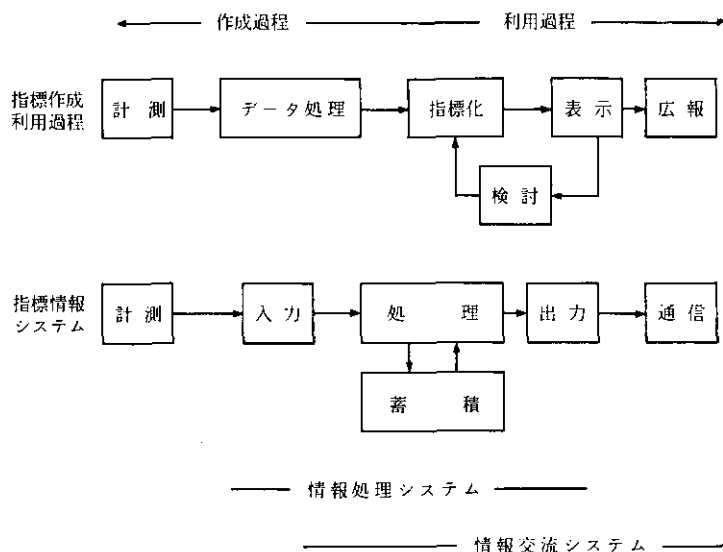 作成過程 利用過程
指標作成
利用過程
計測 データ処理 指標化 表示 広報
検討
指標情報
システム
計測 入力 処理 出力 通信
蓄積
情報処理システム
情報交流システム